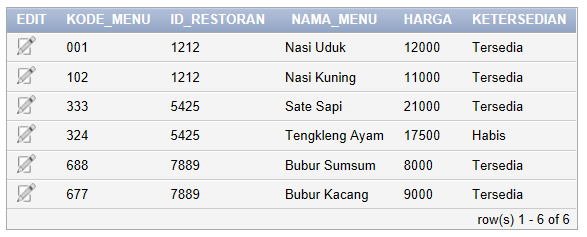 EDIT KODE_MENU ID_RESTORAN NAMA_MENU HARGA KETERSEDIAN
001 1212 Nasi Uduk 12000 Tersedia
102 1212 Nasi Kuning 11000 Tersedia
333 5425 Sate Sapi 21000 Tersedia
324 5425 Tengkleng Ayam 17500 Habis
688 7889 Bubur Sumsum 8000 Tersedia
677 7889 Bubur Kacang 9000 Tersedia
row(s) 1 - 6 of 6